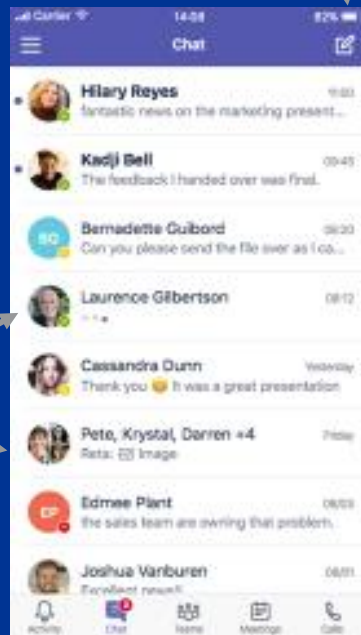 Carrier 14:08 82%
Chat
Hilary Reyes 11:00
fantastic news on the marketing present...
Kadji Bell 09:45
The feedback I handed over was final.
BG Bernadette Guibord 08:20
Can you please send the file over as I ca...
Laurence Gilbertson 08:12
Cassandra Dunn Yesterday
Thank you 😊 It was a great presentation
Pete, Krystal, Darren +4 Friday
Reta: Image
EP Edmee Plant 08/03
the sales team are owning that problem.
Joshua Vanburen 08/01
Excellent news!!
Activity Chat Teams Meetings Calls